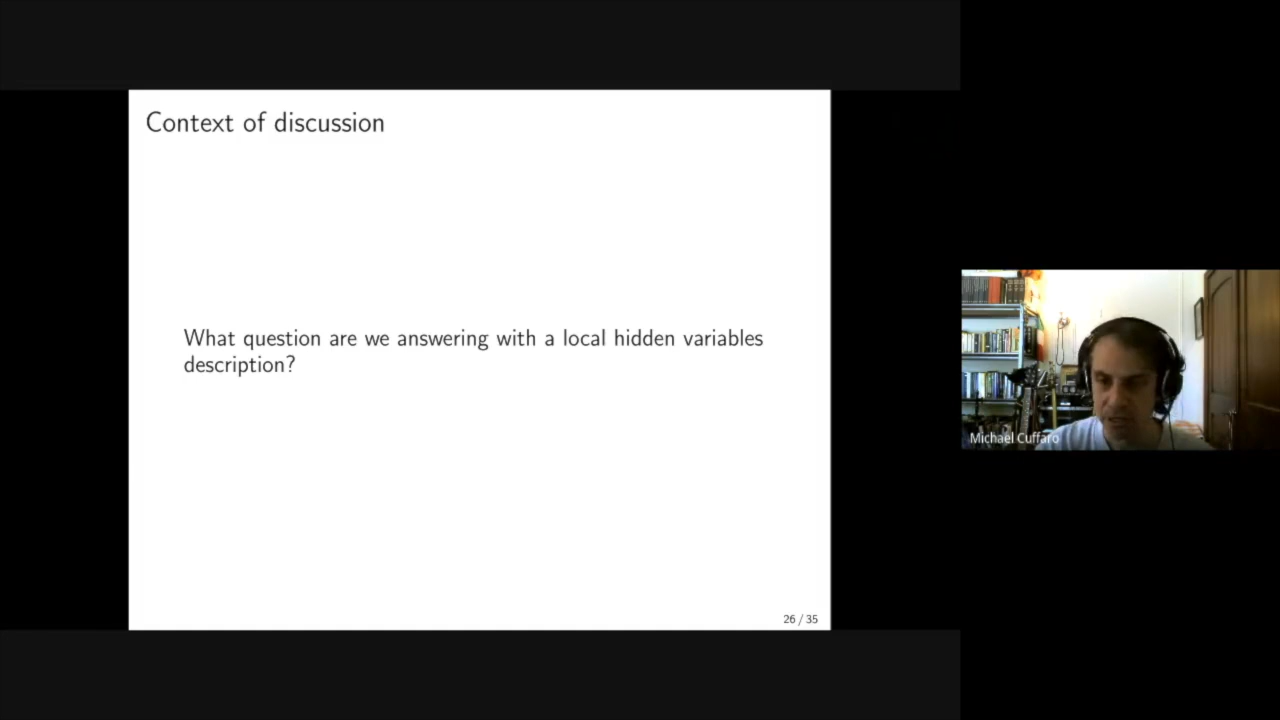 Context of discussion
What question are we answering with a local hidden variables
description?
26 / 35
Michael Cuffaro